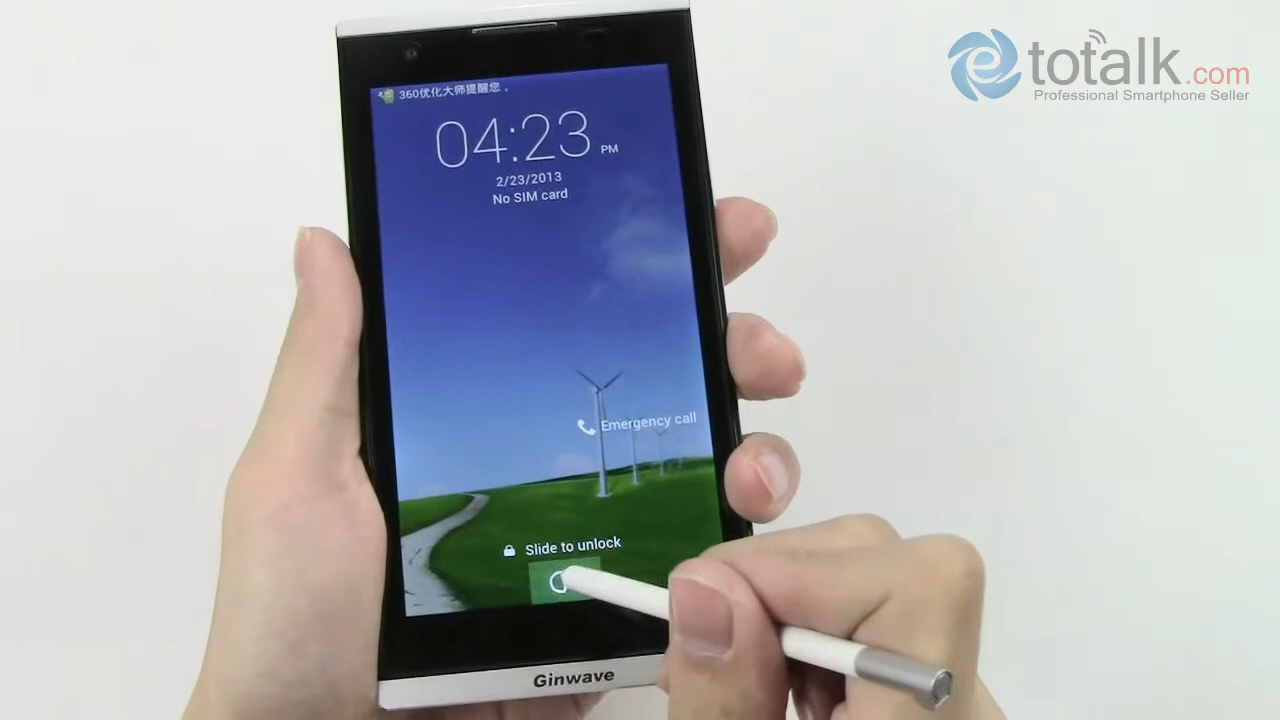 etotalk.com
Professional Smartphone Seller
360优化大师提醒您，
04:23 PM
2/23/2013
No SIM card
Emergency call
Slide to unlock
Ginwave